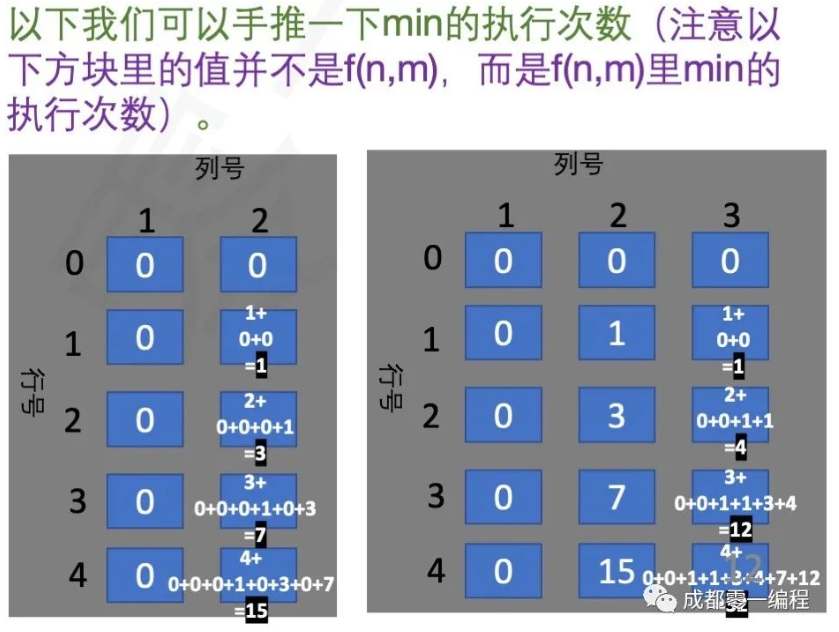 以下我们可以手推一下min的执行次数（注意以
下方块里的值并不是f(n,m)，而是f(n,m)里min的
执行次数）。
列号
1 2
0 0 0
1 0 1+
0+0
=1
行号
2 0 2+
0+0+0+1
=3
3 0 3+
0+0+0+1+0+3
=7
4 0 4+
0+0+0+1+0+3+0+7
=15
列号
1 2 3
0 0 0 0
1 0 1 1+
0+0
=1
行号
2 0 3 2+
0+0+1+1
=4
3 0 7 3+
0+0+1+1+3+4
=12
4 0 15 4+
0+0+1+1+3+4+7+12
12
成都零一编程